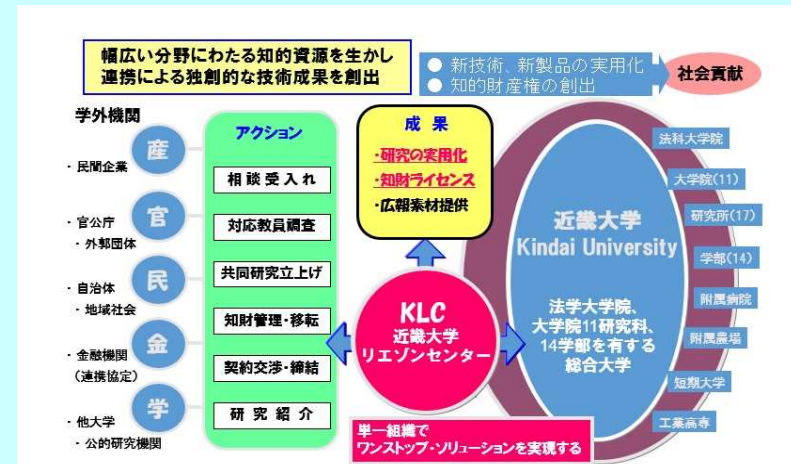 幅広い分野にわたる知的資源を生かし
連携による独創的な技術成果を創出
● 新技術、新製品の実用化
● 知的財産権の創出
社会貢献
学外機関
産
・民間企業
官
・官公庁
・外郭団体
民
・自治体
・地域社会
金
・金融機関
(連携協定)
学
・他大学
・公的研究機関
アクション
相談受入れ
対応教員調査
共同研究立上げ
知財管理・移転
契約交渉・締結
研究紹介
成果
・研究の実用化
・知財ライセンス
・広報素材提供
KLC
近畿大学
リエゾンセンター
単一組織で
ワンストップ・ソリューションを実現する
近畿大学
Kindai University
法学大学院、
大学院11研究科、
14学部を有する
総合大学
法科大学院
大学院(11)
研究所(17)
学部(14)
附属病院
附属農場
短期大学
工業高専